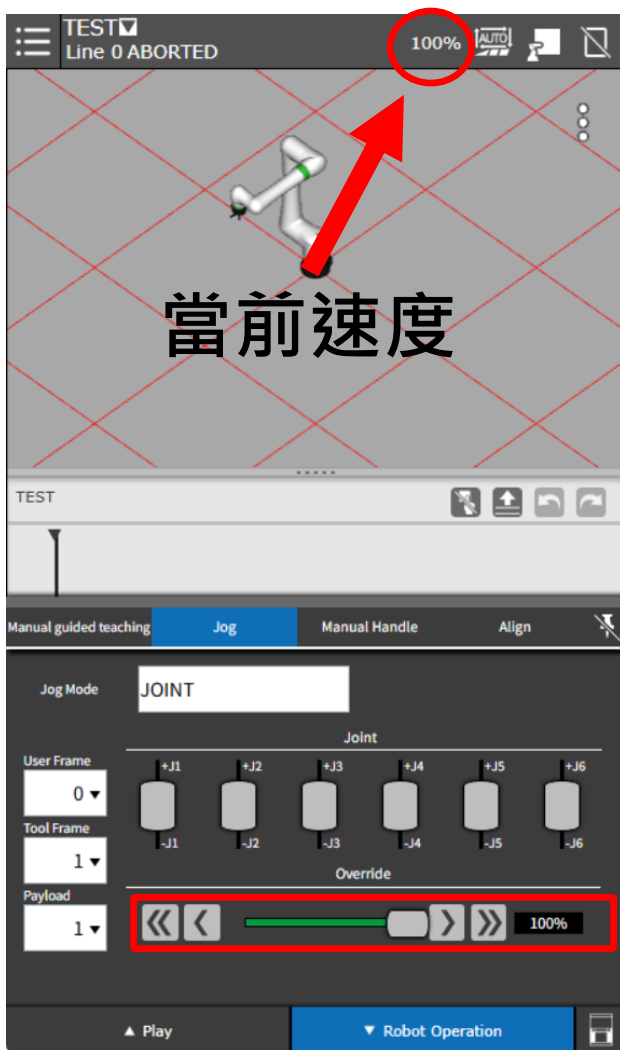 TEST
Line 0 ABORTED
100%
AUTO
當前速度
TEST
Manual guided teaching
Jog
Manual Handle
Align
Jog Mode
JOINT
Joint
User Frame
0
+J1
+J2
+J3
+J4
+J5
+J6
Tool Frame
1
-J1
-J2
-J3
-J4
-J5
-J6
Override
Payload
1
100%
Play
Robot Operation